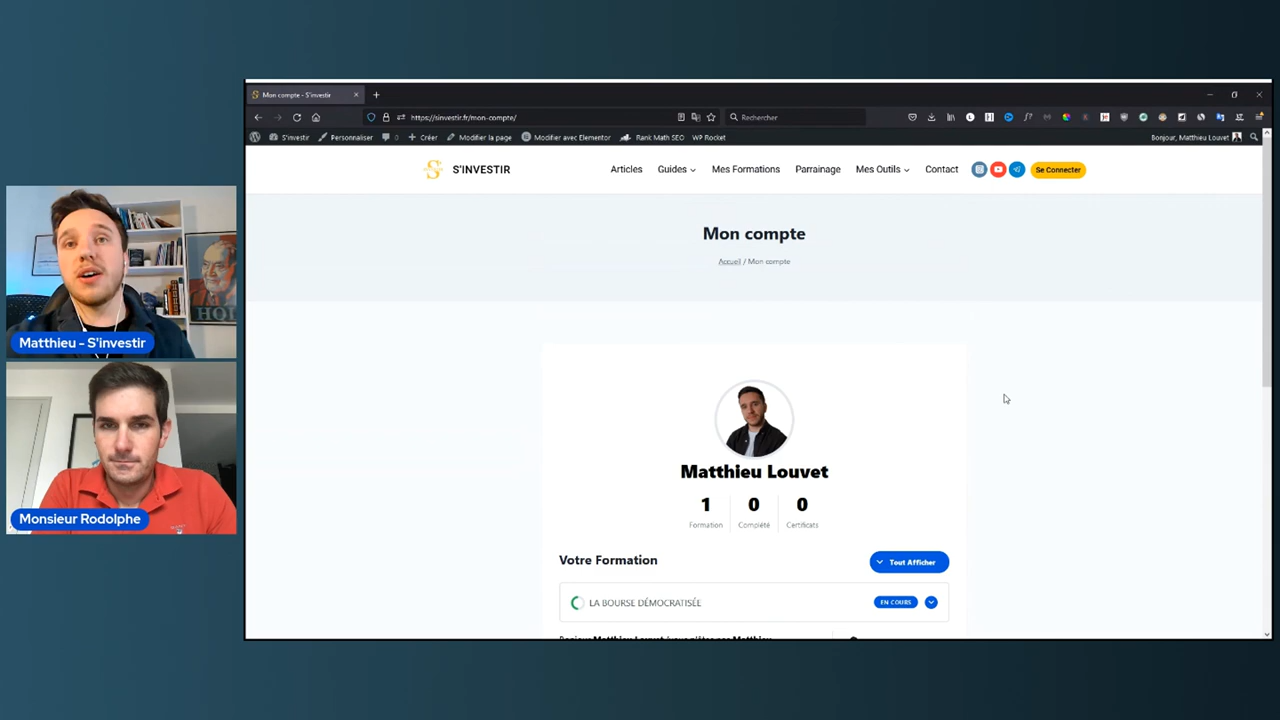 Mon compte - S'investir
https://sinvestir.fr/mon-compte/
Rechercher
S'investir
Personnaliser
0
Créer
Modifier la page
Modifier avec Elementor
Rank Math SEO
WP Rocket
Bonjour, Matthieu Louvet
S'INVESTIR
Articles
Guides
Mes Formations
Parrainage
Mes Outils
Contact
Se Connecter
Mon compte
Accueil / Mon compte
Matthieu Louvet
1
0
0
Formation
Complété
Certificats
Votre Formation
Tout Afficher
LA BOURSE DÉMOCRATISÉE
EN COURS
Matthieu - S'investir
Monsieur Rodolphe